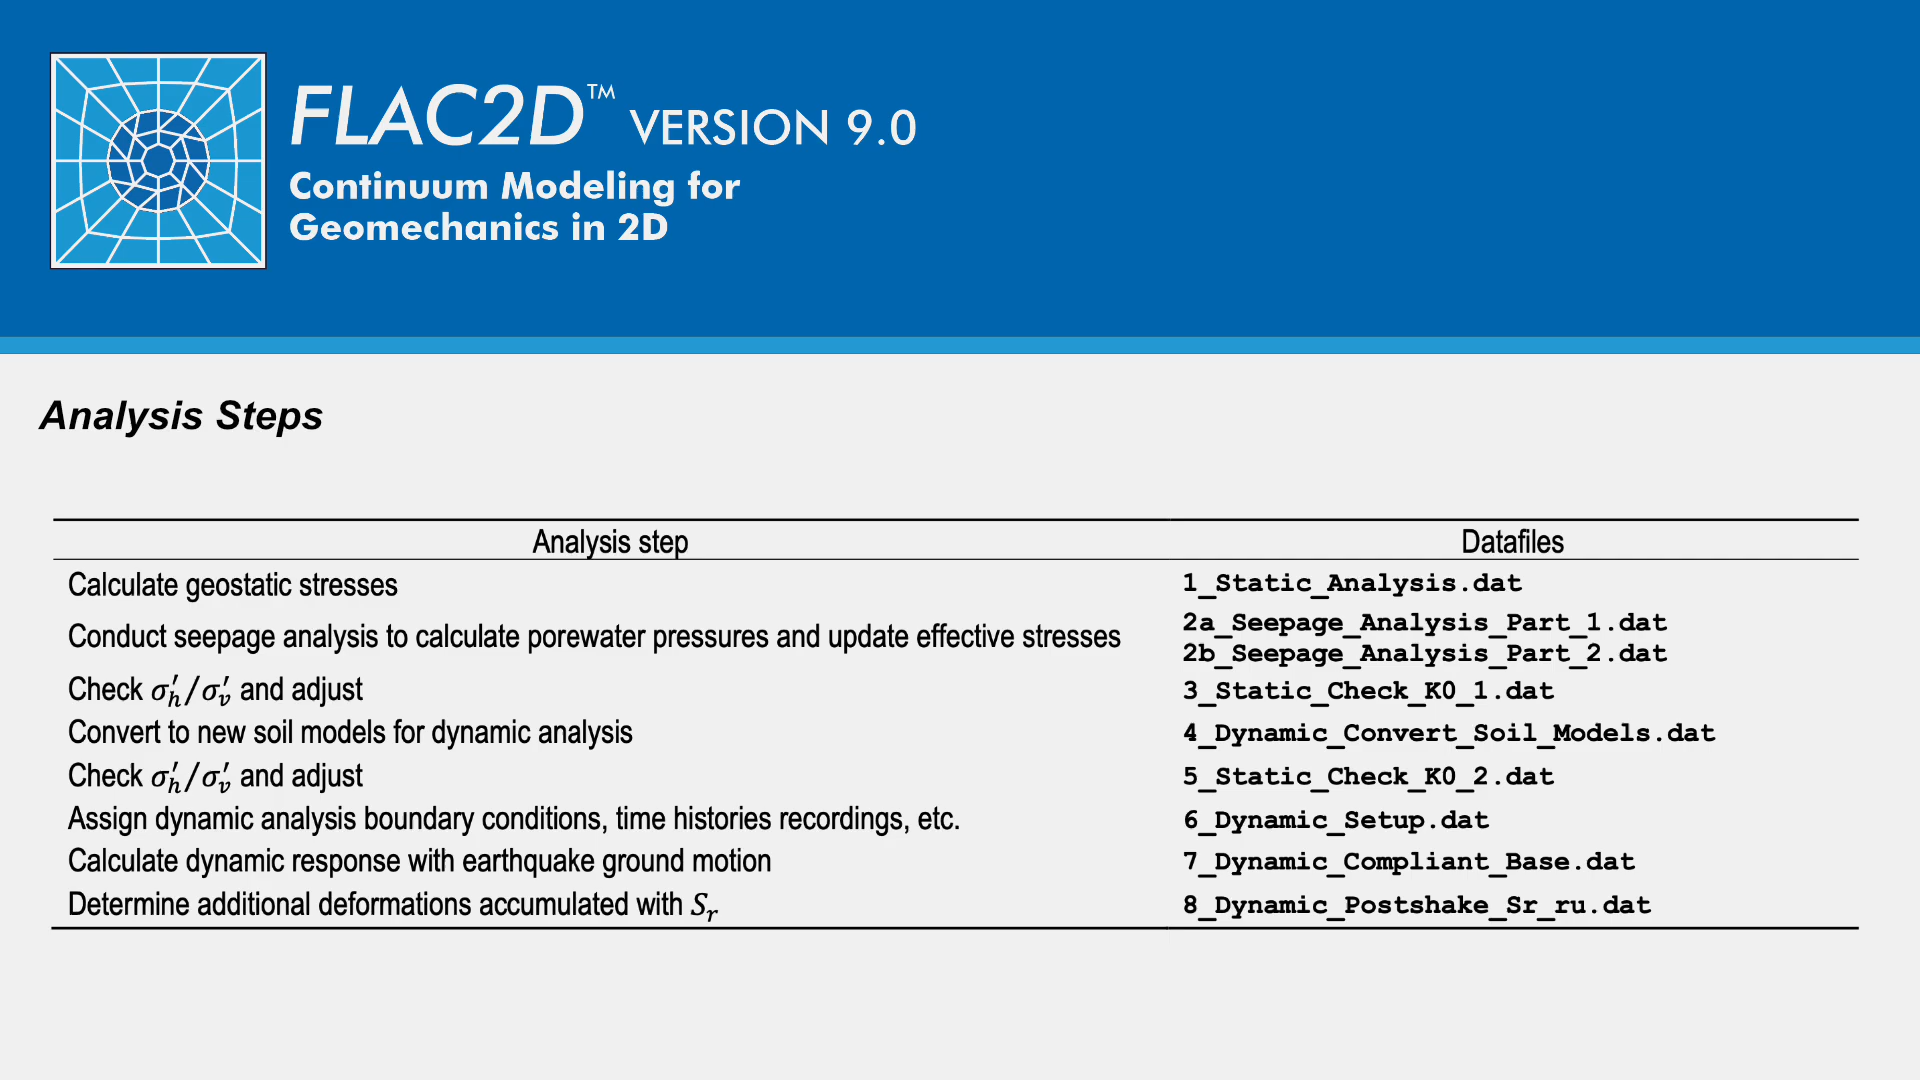 FLAC2D™ VERSION 9.0
Continuum Modeling for
Geomechanics in 2D
Analysis Steps
Analysis step Datafiles
Calculate geostatic stresses 1_Static_Analysis.dat
Conduct seepage analysis to calculate porewater pressures and update effective stresses 2a_Seepage_Analysis_Part_1.dat
2b_Seepage_Analysis_Part_2.dat
Check σ′h/σ′v and adjust 3_Static_Check_K0_1.dat
Convert to new soil models for dynamic analysis 4_Dynamic_Convert_Soil_Models.dat
Check σ′h/σ′v and adjust 5_Static_Check_K0_2.dat
Assign dynamic analysis boundary conditions, time histories recordings, etc. 6_Dynamic_Setup.dat
Calculate dynamic response with earthquake ground motion 7_Dynamic_Compliant_Base.dat
Determine additional deformations accumulated with Sr 8_Dynamic_Postshake_Sr_ru.dat